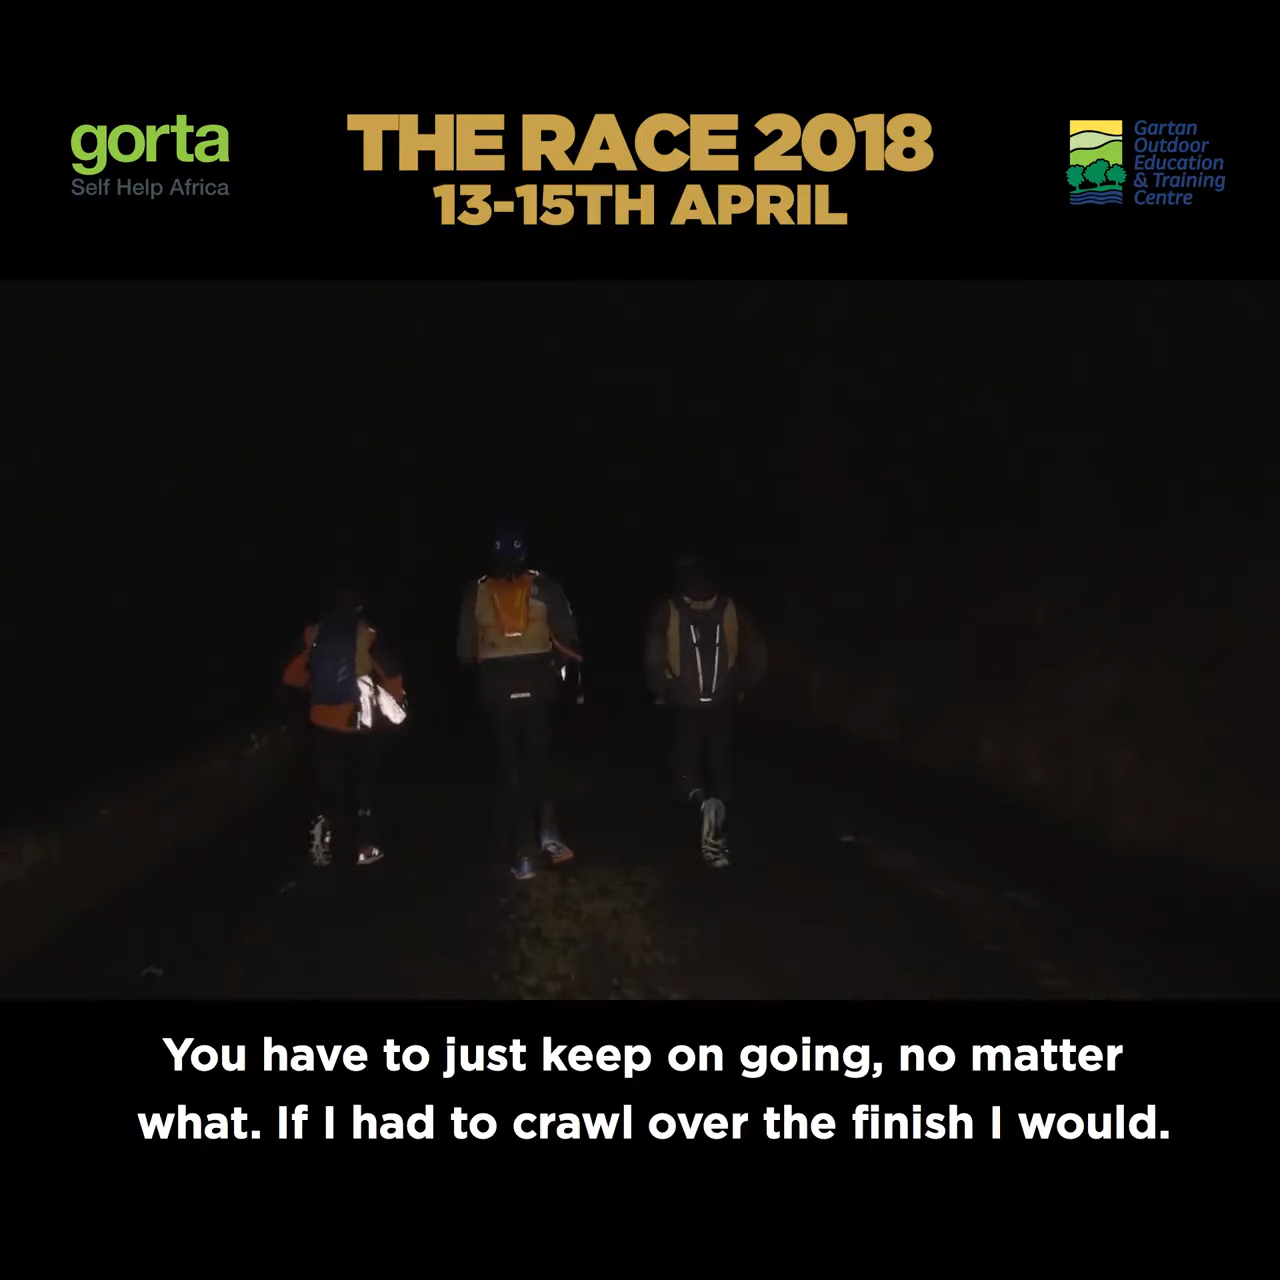 gorta
Self Help Africa
THE RACE 2018
13-15TH APRIL
Gartan
Outdoor
Education
& Training
Centre
You have to just keep on going, no matter
what. If I had to crawl over the finish I would.